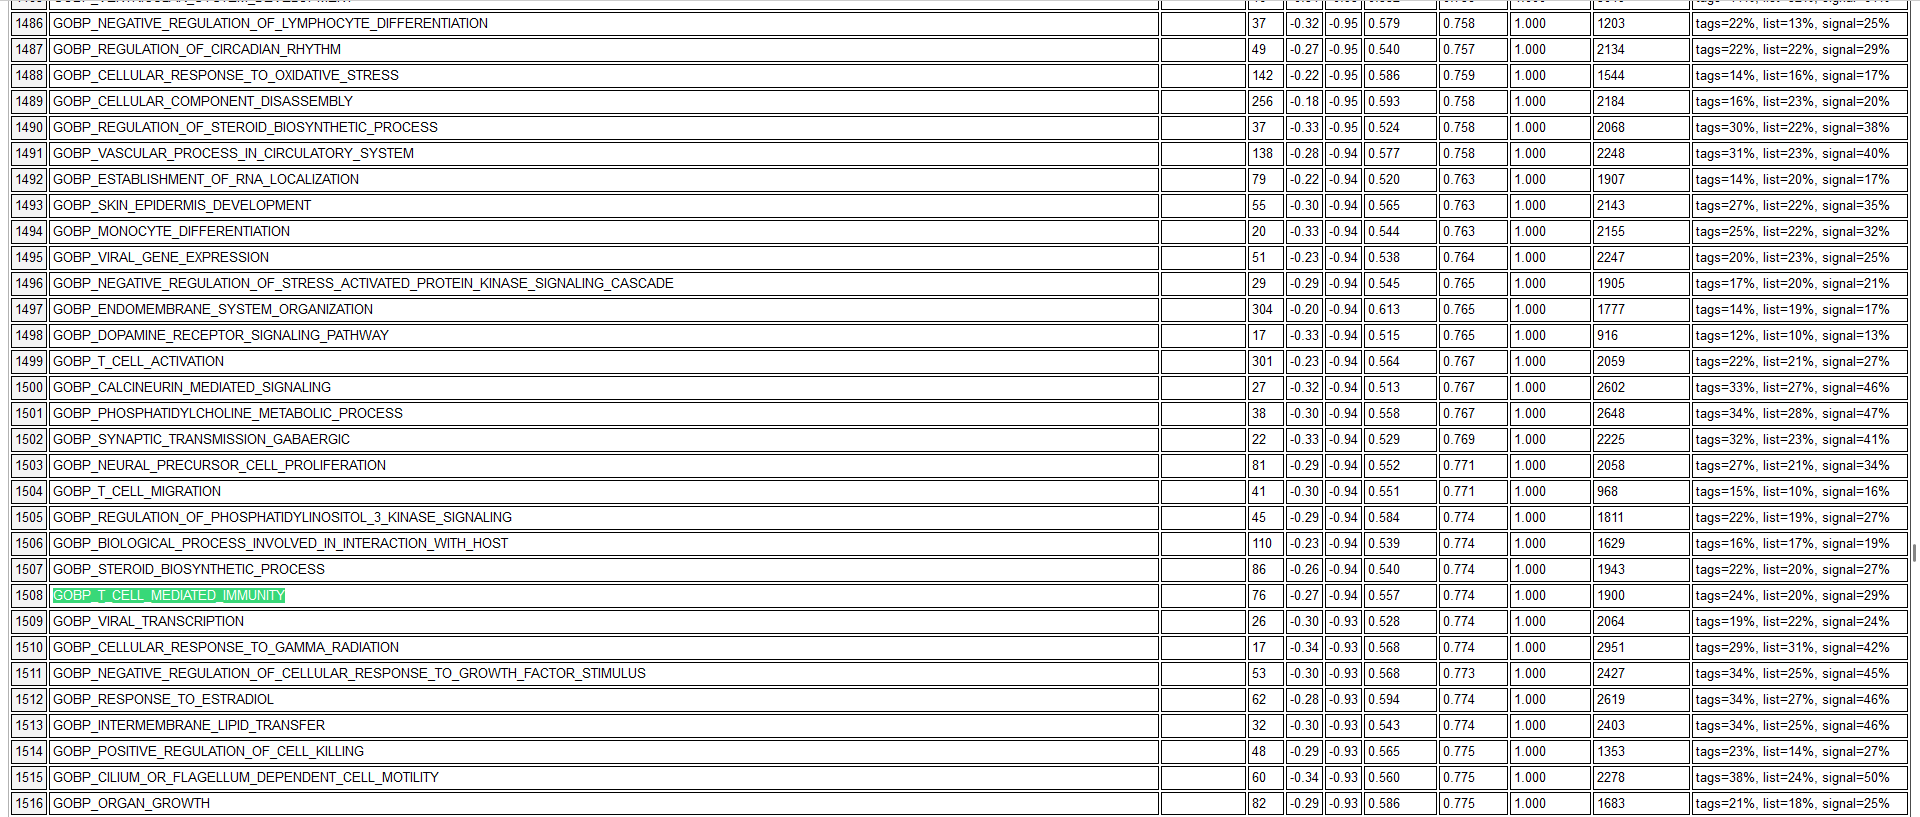 1486 GOBP_NEGATIVE_REGULATION_OF_LYMPHOCYTE_DIFFERENTIATION 37 -0.32 -0.95 0.579 0.758 1.000 1203 tags=22%, list=13%, signal=25%
1487 GOBP_REGULATION_OF_CIRCADIAN_RHYTHM 49 -0.27 -0.95 0.540 0.757 1.000 2134 tags=22%, list=22%, signal=29%
1488 GOBP_CELLULAR_RESPONSE_TO_OXIDATIVE_STRESS 142 -0.22 -0.95 0.586 0.759 1.000 1544 tags=14%, list=16%, signal=17%
1489 GOBP_CELLULAR_COMPONENT_DISASSEMBLY 256 -0.18 -0.95 0.593 0.758 1.000 2184 tags=16%, list=23%, signal=20%
1490 GOBP_REGULATION_OF_STEROID_BIOSYNTHETIC_PROCESS 37 -0.33 -0.95 0.524 0.758 1.000 2068 tags=30%, list=22%, signal=38%
1491 GOBP_VASCULAR_PROCESS_IN_CIRCULATORY_SYSTEM 138 -0.28 -0.94 0.577 0.758 1.000 2248 tags=31%, list=23%, signal=40%
1492 GOBP_ESTABLISHMENT_OF_RNA_LOCALIZATION 79 -0.22 -0.94 0.520 0.763 1.000 1907 tags=14%, list=20%, signal=17%
1493 GOBP_SKIN_EPIDERMIS_DEVELOPMENT 55 -0.30 -0.94 0.565 0.763 1.000 2143 tags=27%, list=22%, signal=35%
1494 GOBP_MONOCYTE_DIFFERENTIATION 20 -0.33 -0.94 0.544 0.763 1.000 2155 tags=25%, list=22%, signal=32%
1495 GOBP_VIRAL_GENE_EXPRESSION 51 -0.23 -0.94 0.538 0.764 1.000 2247 tags=20%, list=23%, signal=25%
1496 GOBP_NEGATIVE_REGULATION_OF_STRESS_ACTIVATED_PROTEIN_KINASE_SIGNALING_CASCADE 29 -0.29 -0.94 0.545 0.765 1.000 1905 tags=17%, list=20%, signal=21%
1497 GOBP_ENDOMEMBRANE_SYSTEM_ORGANIZATION 304 -0.20 -0.94 0.613 0.765 1.000 1777 tags=14%, list=19%, signal=17%
1498 GOBP_DOPAMINE_RECEPTOR_SIGNALING_PATHWAY 17 -0.33 -0.94 0.515 0.765 1.000 916 tags=12%, list=10%, signal=13%
1499 GOBP_T_CELL_ACTIVATION 301 -0.23 -0.94 0.564 0.767 1.000 2059 tags=22%, list=21%, signal=27%
1500 GOBP_CALCINEURIN_MEDIATED_SIGNALING 27 -0.32 -0.94 0.513 0.767 1.000 2602 tags=33%, list=27%, signal=46%
1501 GOBP_PHOSPHATIDYLCHOLINE_METABOLIC_PROCESS 38 -0.30 -0.94 0.558 0.767 1.000 2648 tags=34%, list=28%, signal=47%
1502 GOBP_SYNAPTIC_TRANSMISSION_GABAERGIC 22 -0.33 -0.94 0.529 0.769 1.000 2225 tags=32%, list=23%, signal=41%
1503 GOBP_NEURAL_PRECURSOR_CELL_PROLIFERATION 81 -0.29 -0.94 0.552 0.771 1.000 2058 tags=27%, list=21%, signal=34%
1504 GOBP_T_CELL_MIGRATION 41 -0.30 -0.94 0.551 0.771 1.000 968 tags=15%, list=10%, signal=16%
1505 GOBP_REGULATION_OF_PHOSPHATIDYLINOSITOL_3_KINASE_SIGNALING 45 -0.29 -0.94 0.584 0.774 1.000 1811 tags=22%, list=19%, signal=27%
1506 GOBP_BIOLOGICAL_PROCESS_INVOLVED_IN_INTERACTION_WITH_HOST 110 -0.23 -0.94 0.539 0.774 1.000 1629 tags=16%, list=17%, signal=19%
1507 GOBP_STEROID_BIOSYNTHETIC_PROCESS 86 -0.26 -0.94 0.540 0.774 1.000 1943 tags=22%, list=20%, signal=27%
1508 GOBP_T_CELL_MEDIATED_IMMUNITY 76 -0.27 -0.94 0.557 0.774 1.000 1900 tags=24%, list=20%, signal=29%
1509 GOBP_VIRAL_TRANSCRIPTION 26 -0.30 -0.93 0.528 0.774 1.000 2064 tags=19%, list=22%, signal=24%
1510 GOBP_CELLULAR_RESPONSE_TO_GAMMA_RADIATION 17 -0.34 -0.93 0.568 0.774 1.000 2951 tags=29%, list=31%, signal=42%
1511 GOBP_NEGATIVE_REGULATION_OF_CELLULAR_RESPONSE_TO_GROWTH_FACTOR_STIMULUS 53 -0.30 -0.93 0.568 0.773 1.000 2427 tags=34%, list=25%, signal=45%
1512 GOBP_RESPONSE_TO_ESTRADIOL 62 -0.28 -0.93 0.594 0.774 1.000 2619 tags=34%, list=27%, signal=46%
1513 GOBP_INTERMEMBRANE_LIPID_TRANSFER 32 -0.30 -0.93 0.543 0.774 1.000 2403 tags=34%, list=25%, signal=46%
1514 GOBP_POSITIVE_REGULATION_OF_CELL_KILLING 48 -0.29 -0.93 0.565 0.775 1.000 1353 tags=23%, list=14%, signal=27%
1515 GOBP_CILIUM_OR_FLAGELLUM_DEPENDENT_CELL_MOTILITY 60 -0.34 -0.93 0.560 0.775 1.000 2278 tags=38%, list=24%, signal=50%
1516 GOBP_ORGAN_GROWTH 82 -0.29 -0.93 0.586 0.775 1.000 1683 tags=21%, list=18%, signal=25%